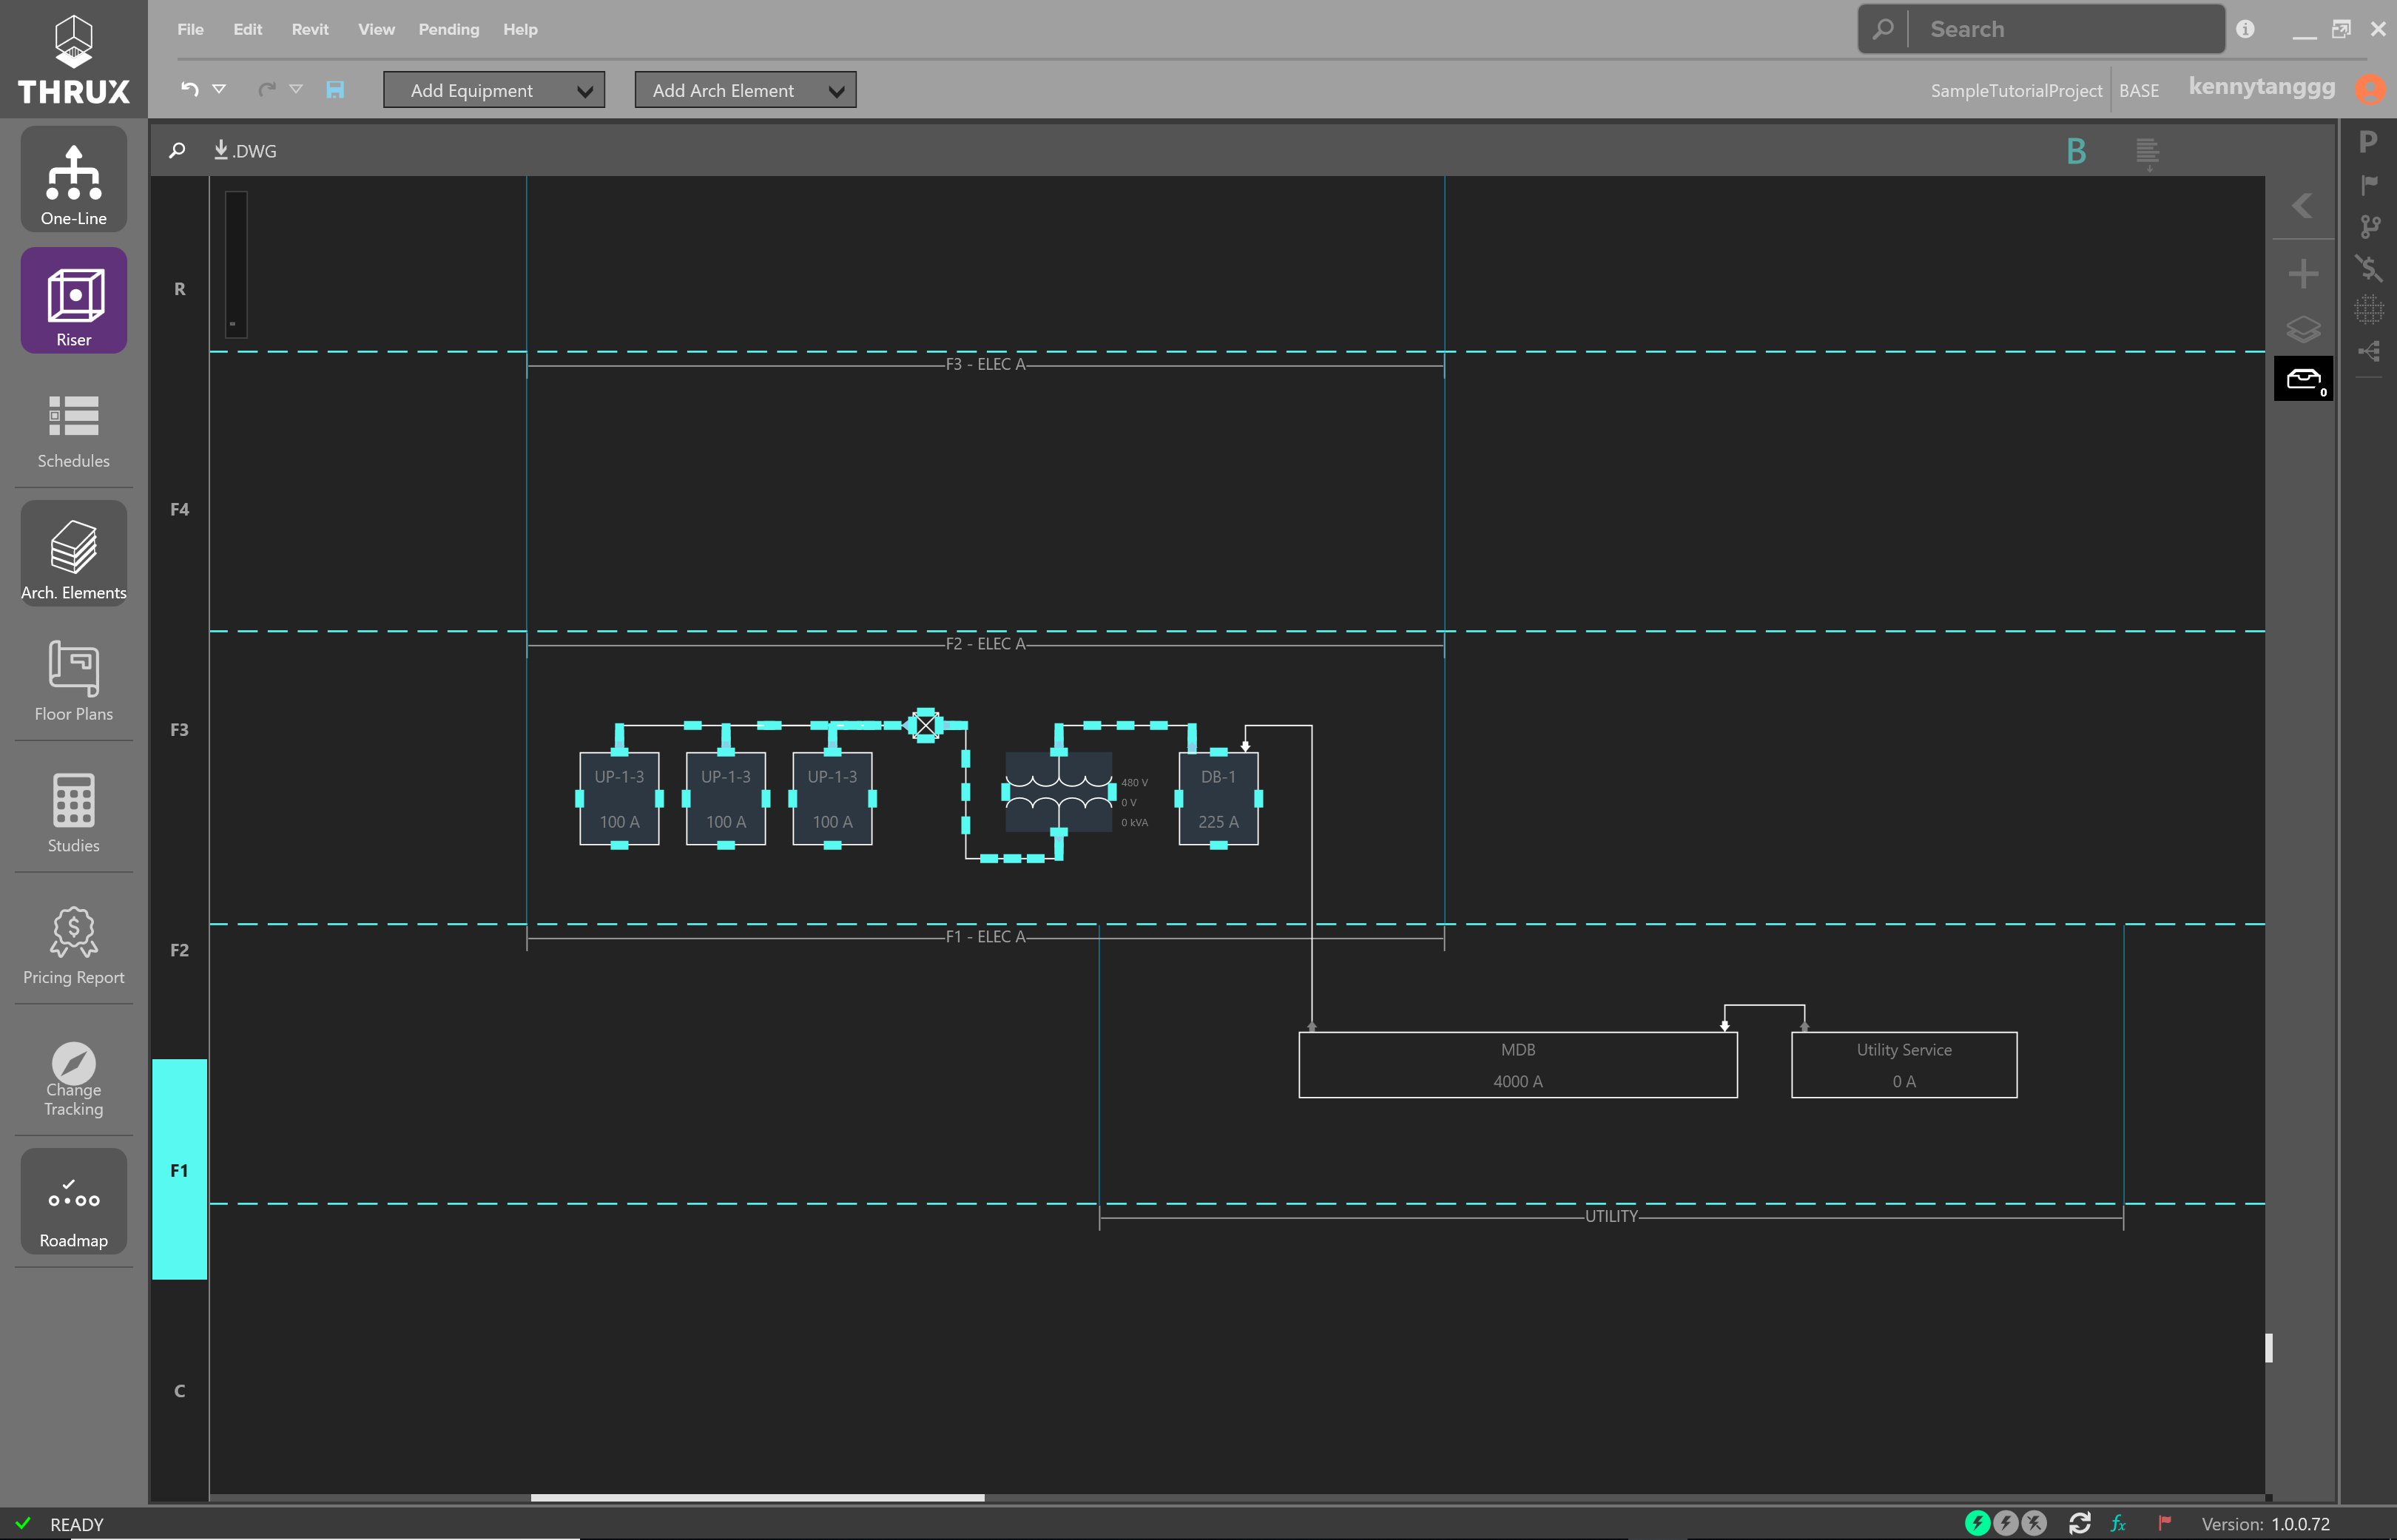 THRUX
File Edit Revit View Pending Help
Search
Add Equipment
Add Arch Element
SampleTutorialProject
BASE
kennytanggg
One-Line
Riser
Schedules
Arch. Elements
Floor Plans
Studies
Pricing Report
Change
Tracking
Roadmap
.DWG
B
P
0
R
F4
F3
F2
F1
C
F3 - ELEC A
F2 - ELEC A
UP-1-3
100 A
UP-1-3
100 A
UP-1-3
100 A
480 V
0 V
0 kVA
DB-1
225 A
F1 - ELEC A
MDB
4000 A
Utility Service
0 A
UTILITY
READY
fx
Version: 1.0.0.72